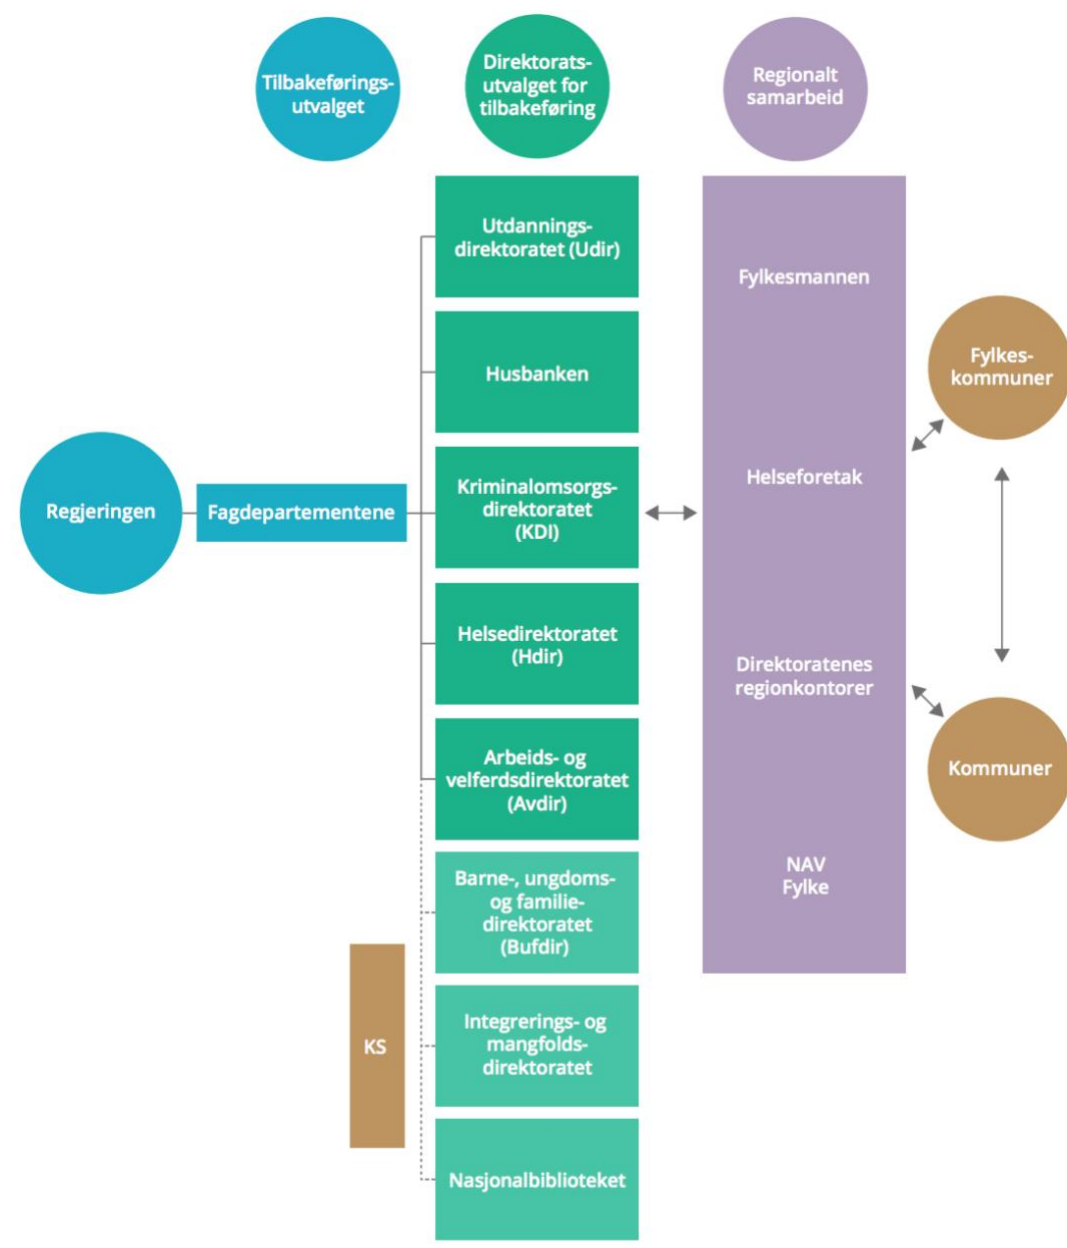 Tilbakeførings-
utvalget
Direktorats-
utvalget for
tilbakeføring
Regionalt
samarbeid
Regjeringen
Fagdepartementene
Utdannings-
direktoratet (Udir)
Husbanken
Kriminalomsorgs-
direktoratet
(KDI)
Helsedirektoratet
(Hdir)
Arbeids- og
velferdsdirektoratet
(Avdir)
Barne-, ungdoms-
og familie-
direktoratet
(Bufdir)
Integrerings- og
mangfolds-
direktoratet
Nasjonalbiblioteket
KS
Fylkesmannen
Helseforetak
Direktoratenes
regionkontorer
NAV
Fylke
Fylkes-
kommuner
Kommuner